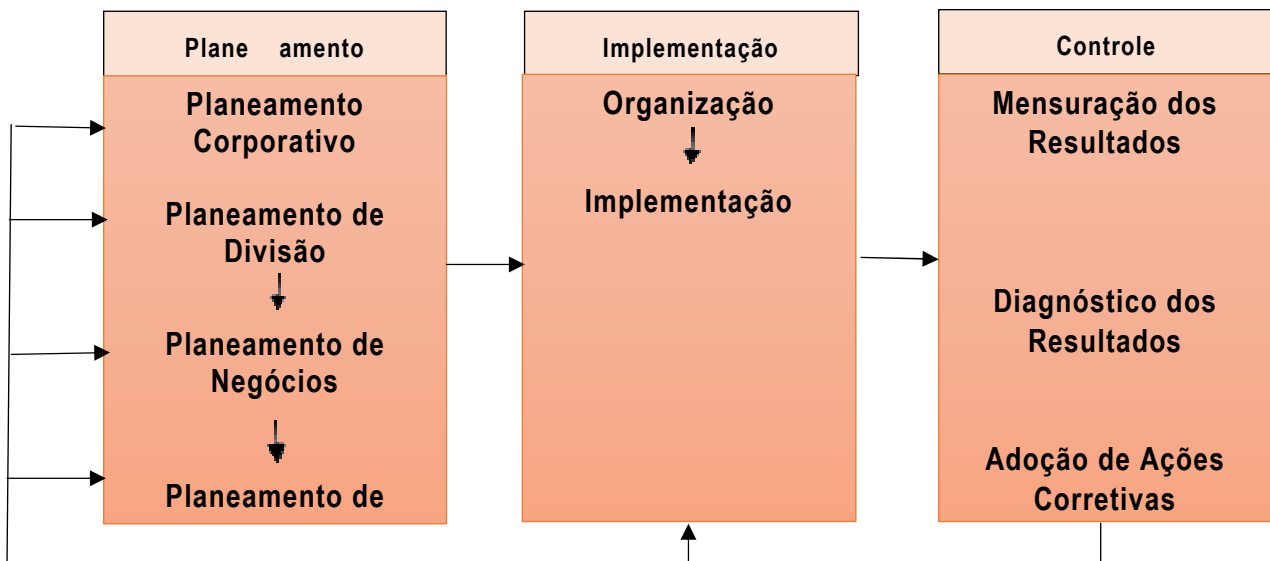 Plane amento
Planeamento
Corporativo
Planeamento de
Divisão
Planeamento de
Negócios
Planeamento de
Implementação
Organização
Implementação
Controle
Mensuração dos
Resultados
Diagnóstico dos
Resultados
Adoção de Ações
Corretivas